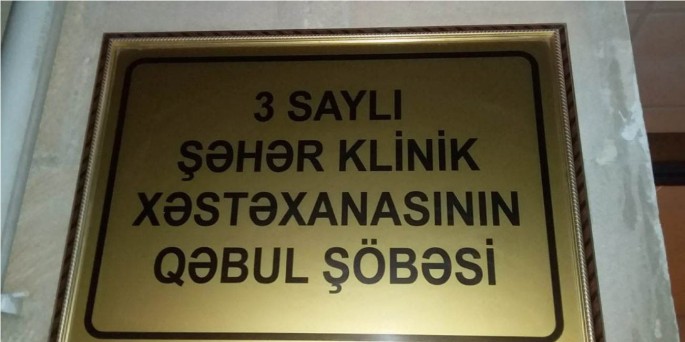 3 SAYLI
ŞƏHƏR KLİNİK
XƏSTƏXANASININ
QƏBUL ŞÖBƏSİ